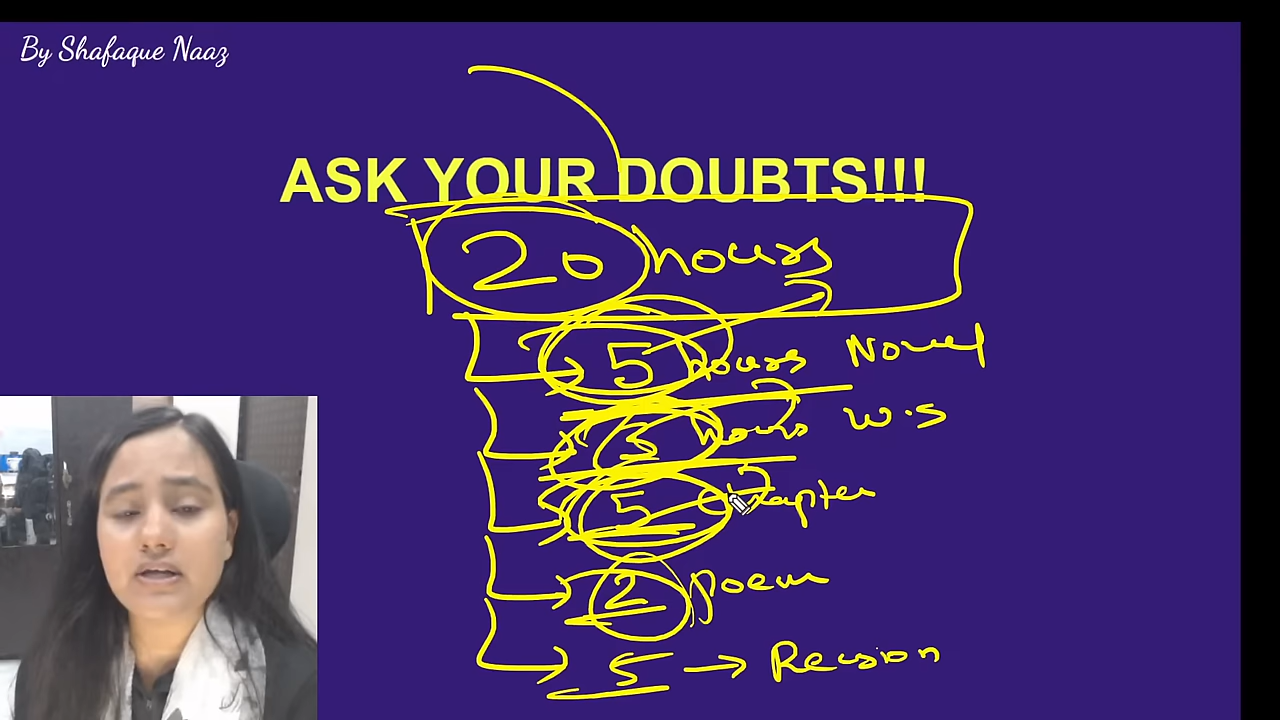 By Shafaque Naaz
ASK YOUR DOUBTS!!!
20 hours
5 hours Novel
3 hours W.S
5 chapter
2 poem
5 → Revision